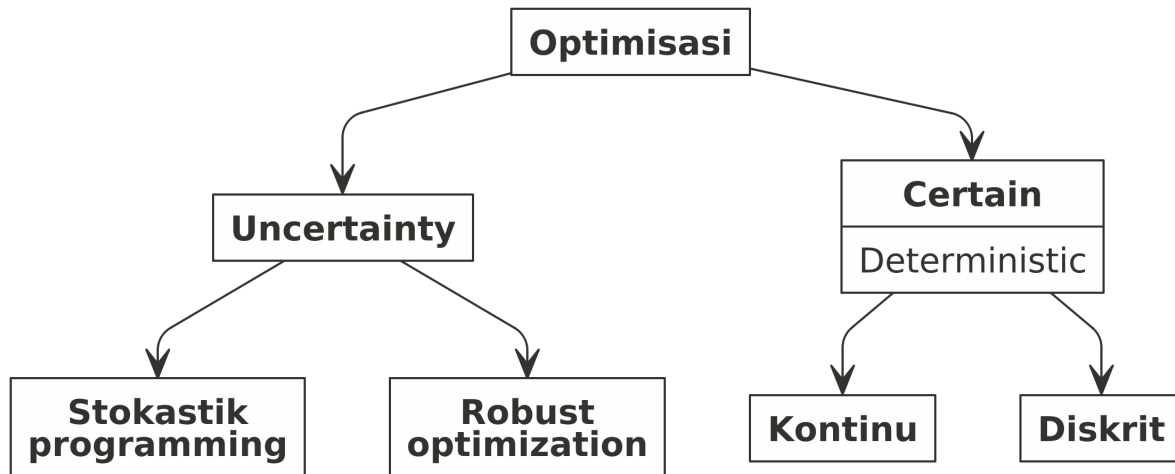 Optimisasi
Uncertainty
Certain
Deterministic
Stokastik
programming
Robust
optimization
Kontinu
Diskrit